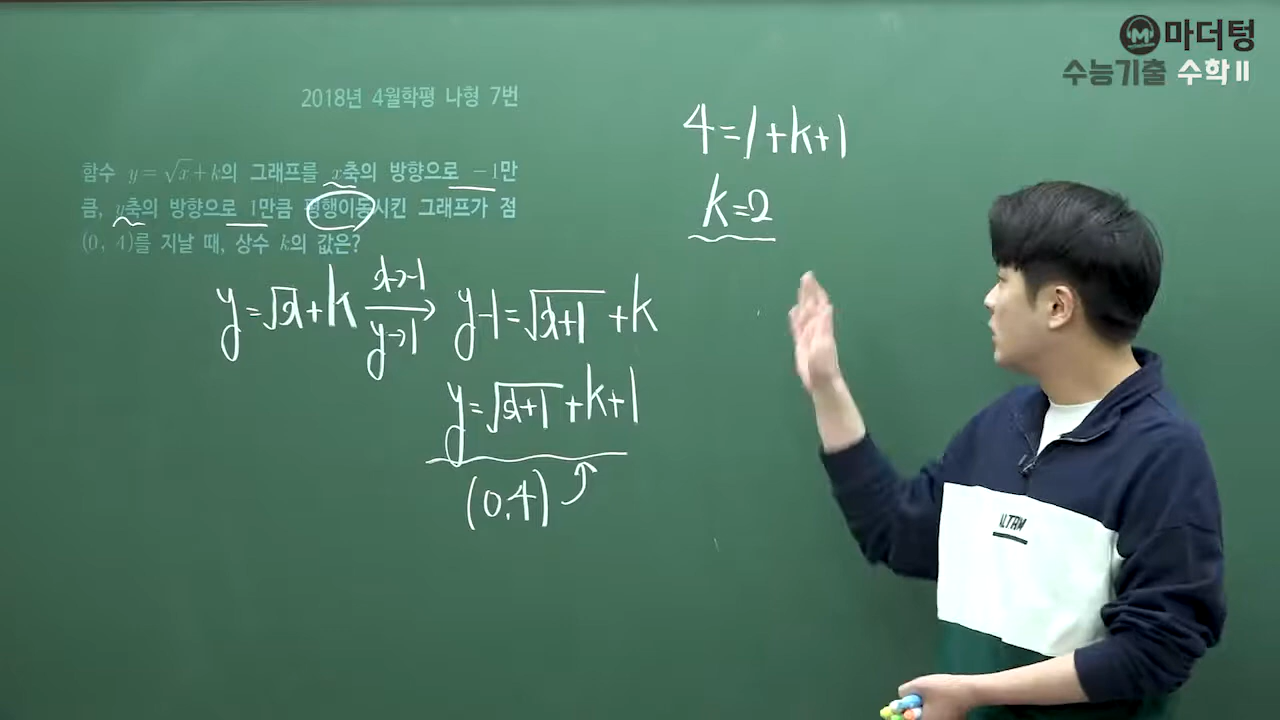 마더텅
수능기출 수학 II
2018년 4월학평 나형 7번
함수 y = √x + k의 그래프를 x축의 방향으로 −1만
큼, y축의 방향으로 1만큼 평행이동시킨 그래프가 점
(0, 4)를 지날 때, 상수 k의 값은?
y=√x+k x→-1 y→1 y-1=√x+1+k
y=√x+1+k+1
(0,4)
4=1+k+1
k=2
ULTRM